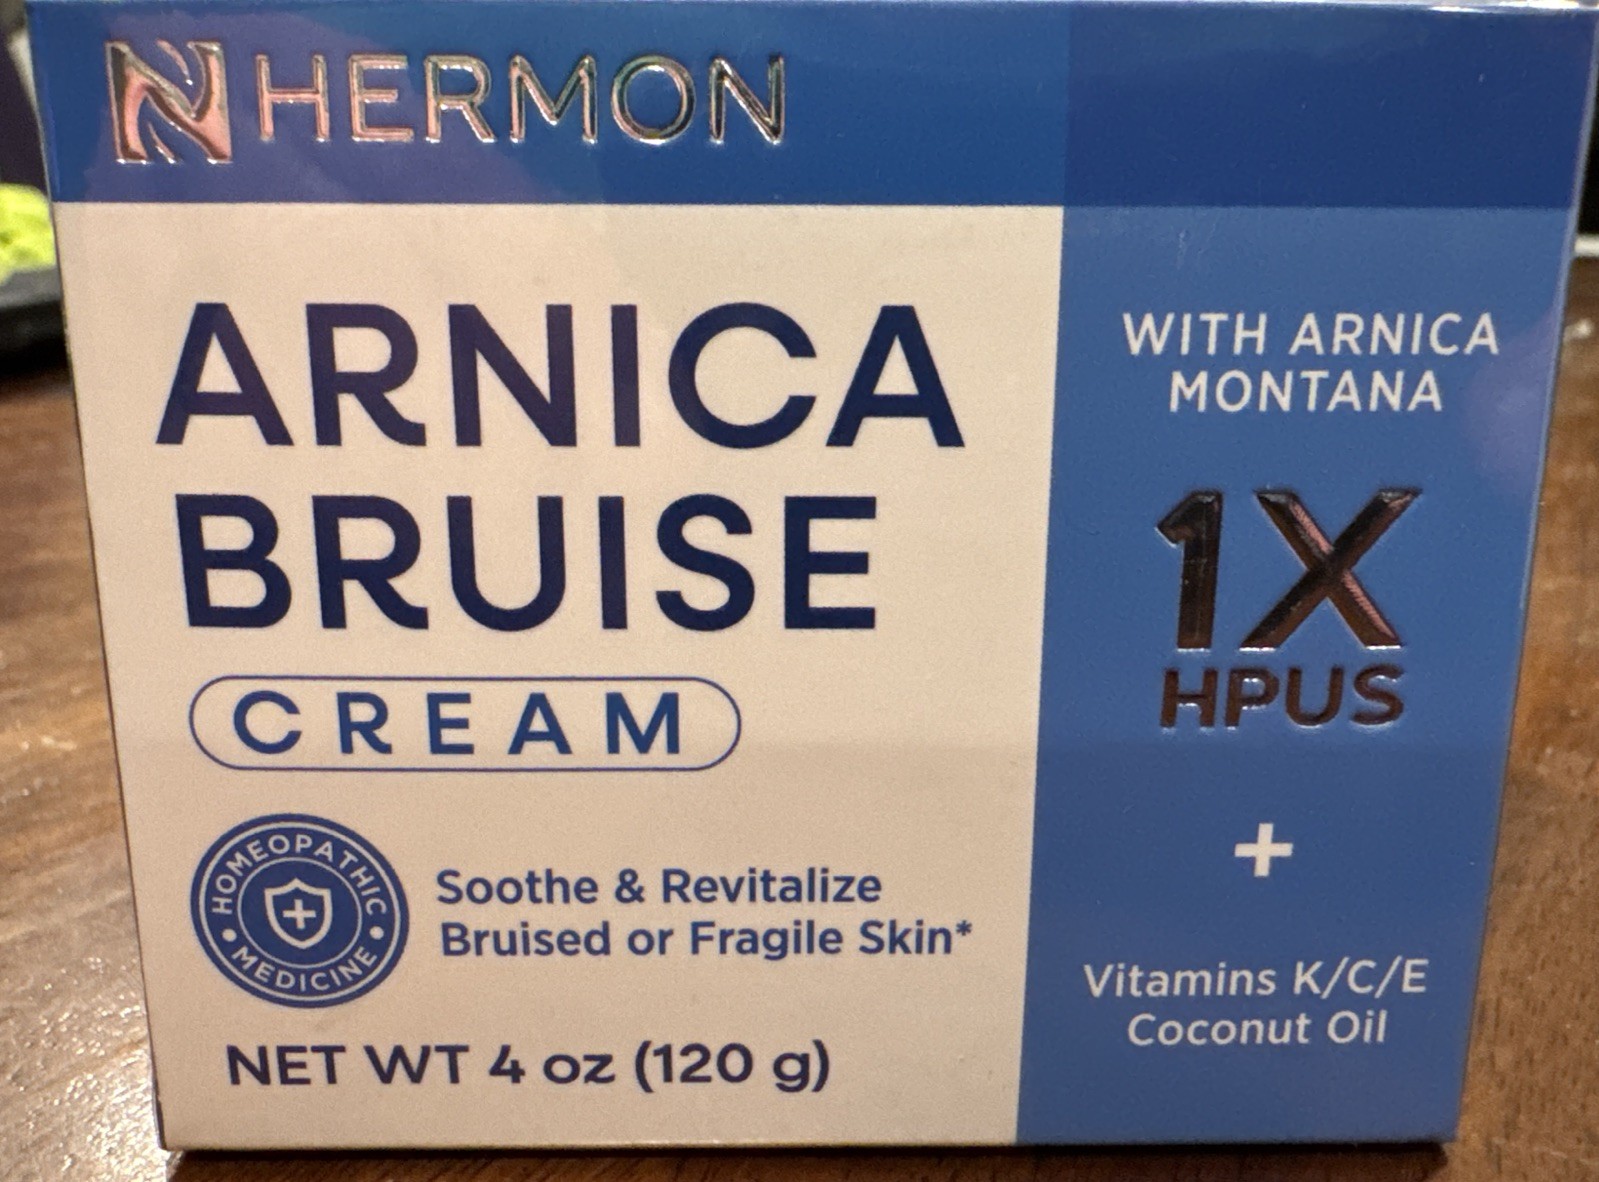 HERMON
ARNICA
BRUISE
CREAM
HOMEOPATHIC
MEDICINE
Soothe & Revitalize
Bruised or Fragile Skin*
NET WT 4 oz (120 g)
WITH ARNICA
MONTANA
1X
HPUS
+
Vitamins K/C/E
Coconut Oil